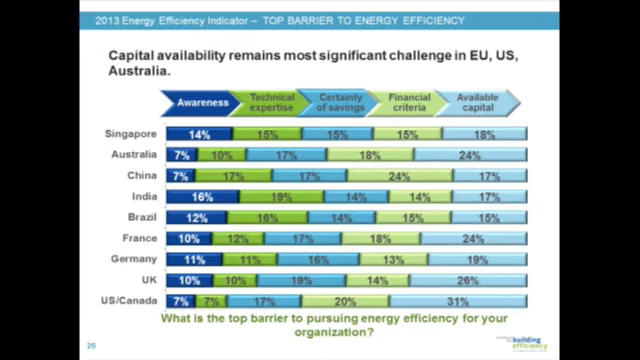 2013 Energy Efficiency Indicator – TOP BARRIER TO ENERGY EFFICIENCY
Capital availability remains most significant challenge in EU, US,
Australia.
Awareness Technical expertise Certainty of savings Financial criteria Available capital
Singapore 14% 15% 15% 15% 18%
Australia 7% 10% 17% 18% 24%
China 7% 17% 17% 24% 17%
India 16% 19% 14% 14% 17%
Brazil 12% 16% 14% 15% 15%
France 10% 12% 17% 18% 24%
Germany 11% 11% 16% 13% 19%
UK 10% 10% 19% 14% 26%
US/Canada 7% 7% 17% 20% 31%
What is the top barrier to pursuing energy efficiency for your
organization?
26
building
efficiency